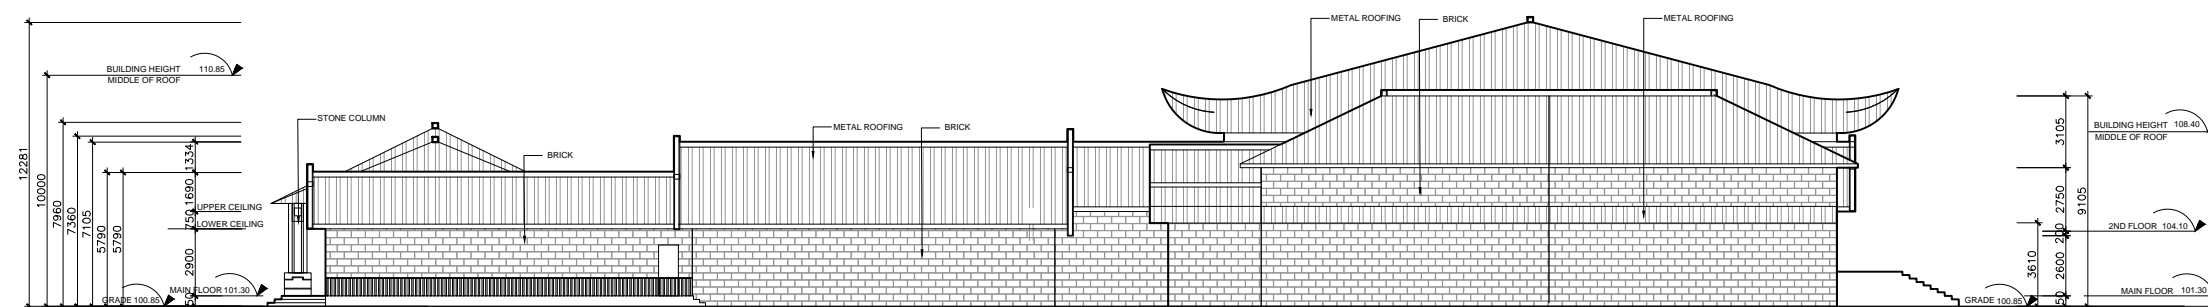 METAL ROOFING
BRICK
METAL ROOFING
BUILDING HEIGHT 110.85
MIDDLE OF ROOF
STONE COLUMN
METAL ROOFING
BRICK
BRICK
12281
10000
7960
7360
7105
5790
5790
1334
1690
750
2900
UPPER CEILING
LOWER CEILING
MAIN FLOOR 101.30
GRADE 100.85
3105
2750
200
2600
3610
9105
BUILDING HEIGHT 108.40
MIDDLE OF ROOF
2ND FLOOR 104.10
MAIN FLOOR 101.30
GRADE 100.85